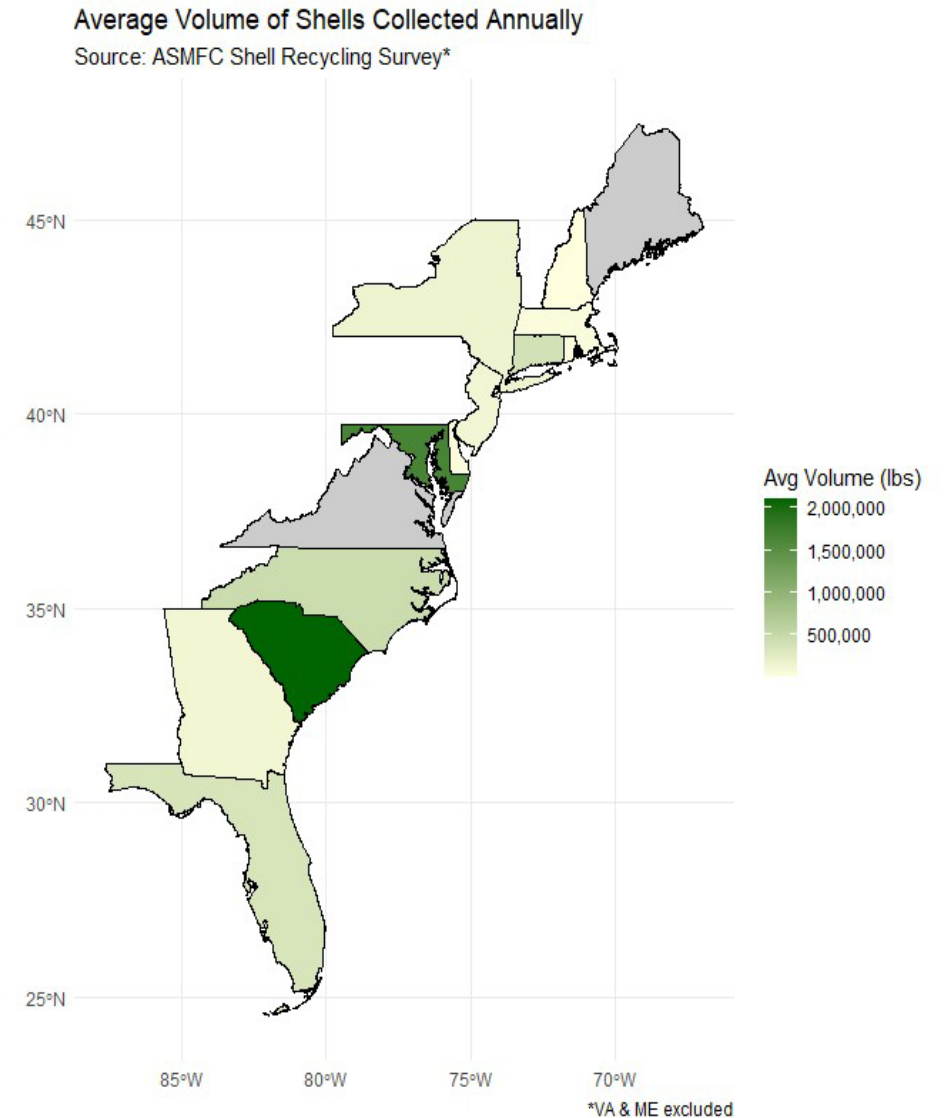 Average Volume of Shells Collected Annually
Source: ASMFC Shell Recycling Survey*
45°N
40°N
35°N
30°N
25°N
85°W
80°W
75°W
70°W
Avg Volume (lbs)
2,000,000
1,500,000
1,000,000
500,000
*VA & ME excluded